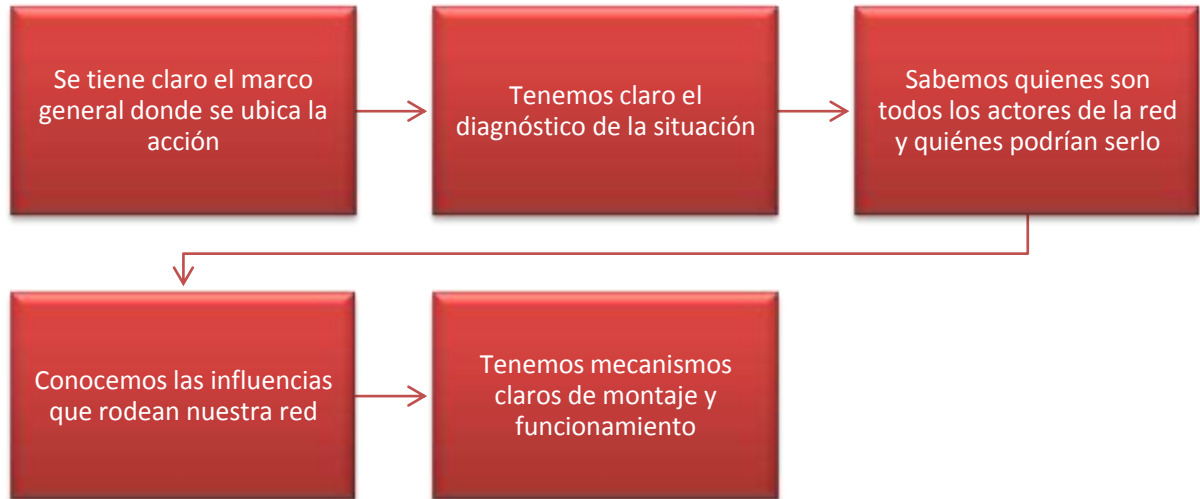 Se tiene claro el marco
general donde se ubica la
acción
Tenemos claro el
diagnóstico de la situación
Sabemos quienes son
todos los actores de la red
y quiénes podrían serlo
Conocemos las influencias
que rodean nuestra red
Tenemos mecanismos
claros de montaje y
funcionamiento